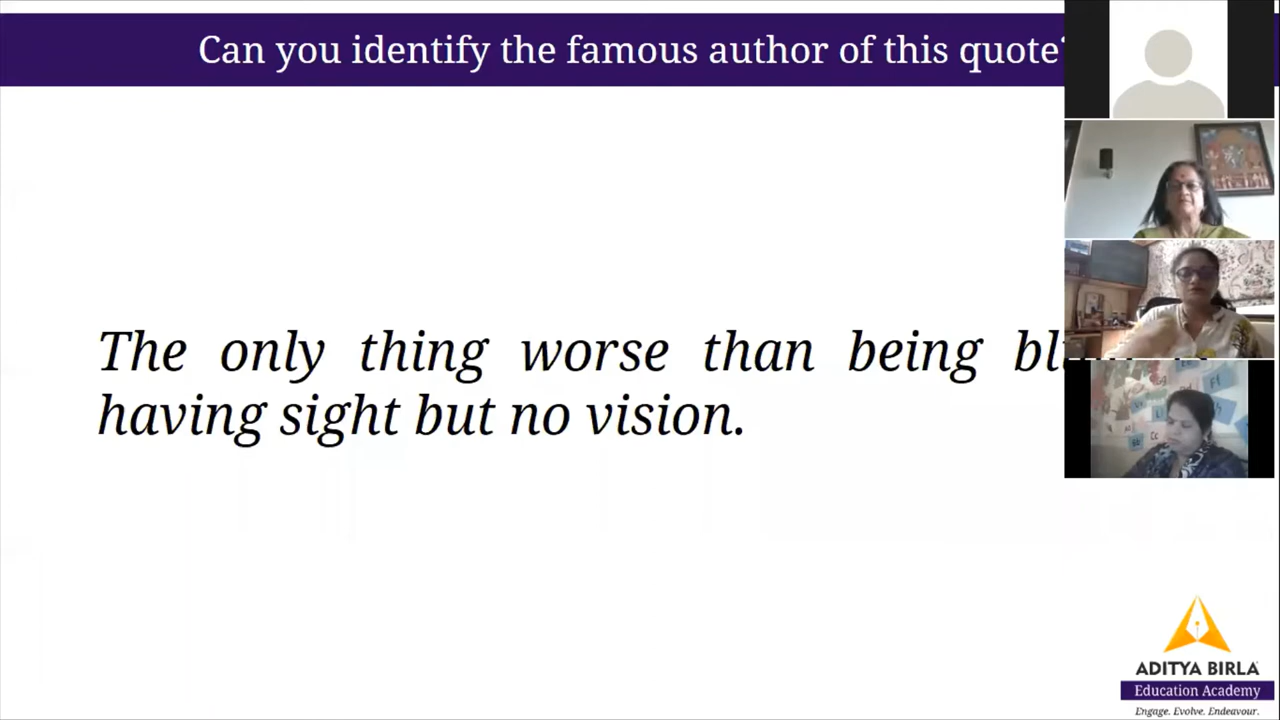 Can you identify the famous author of this quote?
The only thing worse than being
having sight but no vision.
ADITYA BIRLA
Education Academy
Engage. Evolve. Endeavour.